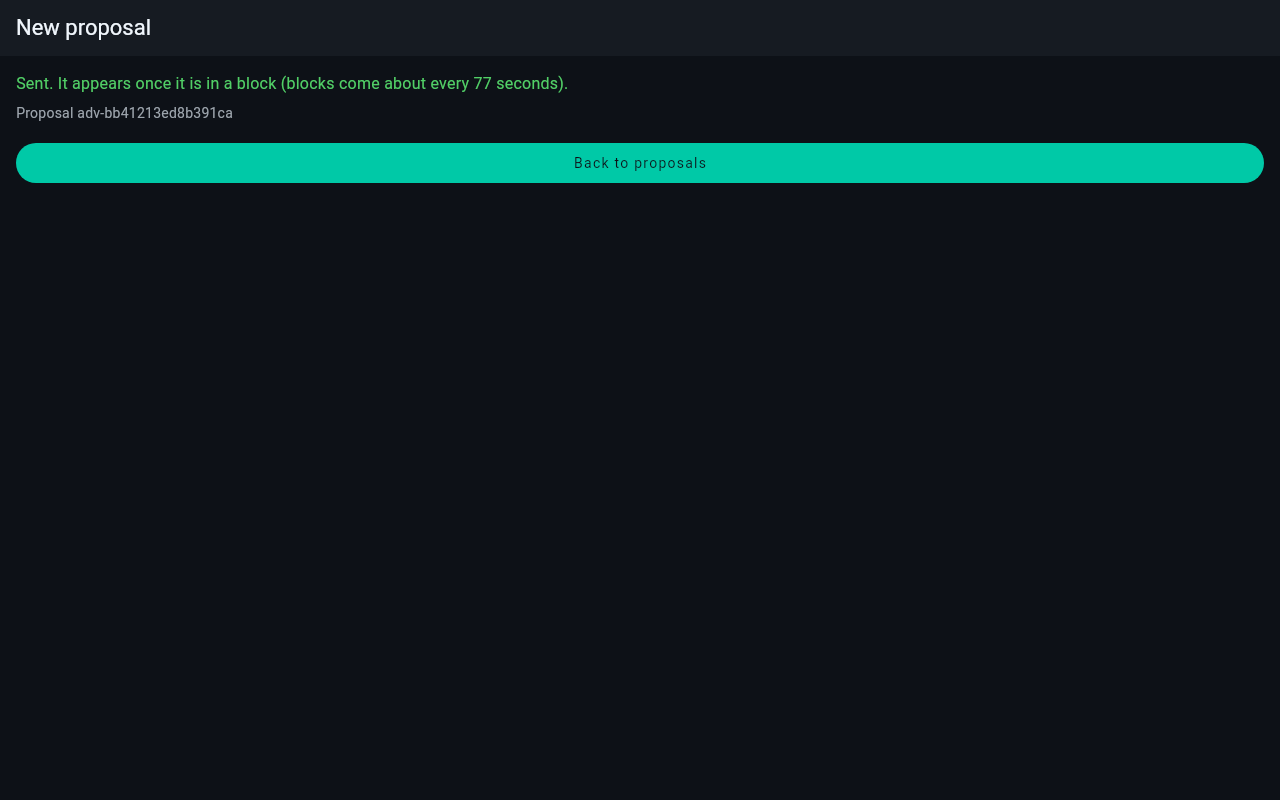 New proposal
Sent. It appears once it is in a block (blocks come about every 77 seconds).
Proposal adv-bb41213ed8b391ca
Back to proposals